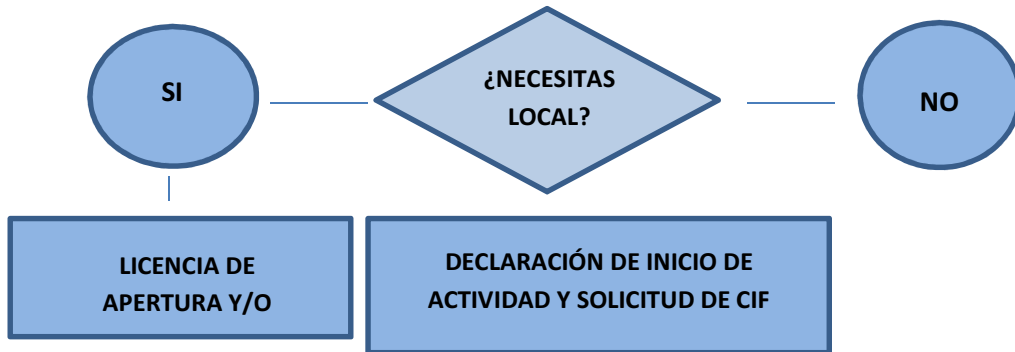 SI
¿NECESITAS
LOCAL?
NO
LICENCIA DE
APERTURA Y/O
DECLARACIÓN DE INICIO DE
ACTIVIDAD Y SOLICITUD DE CIF